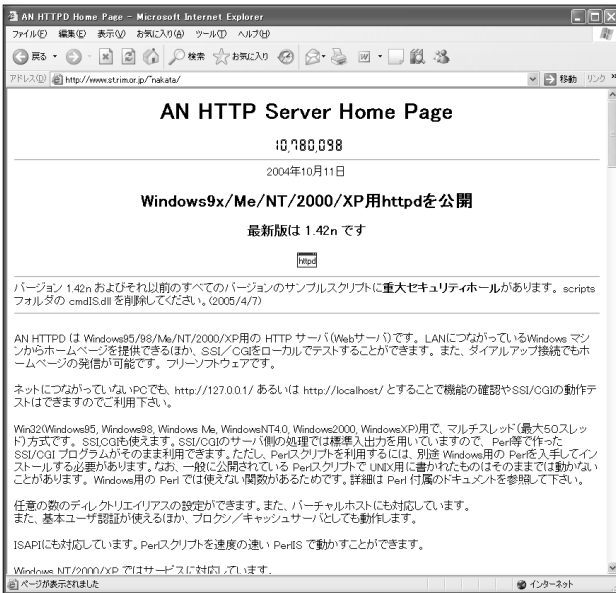 AN HTTPD Home Page - Microsoft Internet Explorer
ファイル(F) 編集(E) 表示(V) お気に入り(A) ツール(T) ヘルプ(H)
戻る 検索 お気に入り
アドレス(D) http://www.st.rim.or.jp/~nakata/ 移動 リンク »
AN HTTP Server Home Page
10,780,098
2004年10月11日
Windows9x/Me/NT/2000/XP用httpdを公開
最新版は 1.42n です
httpd
バージョン 1.42n およびそれ以前のすべてのバージョンのサンプルスクリプトに重大セキュリティホールがあります。scripts
フォルダの cmdIS.dll を削除してください。(2005/4/7)
AN HTTPD は Windows95/98/Me/NT/2000/XP用の HTTP サーバ(Webサーバ)です。LANにつながっているWindows マシ
ンからホームページを提供できるほか、SSI/CGIをローカルでテストすることができます。また、ダイアルアップ接続でもホ
ームページの発信が可能です。フリーソフトウェアです。
ネットにつながっていないPCでも、http://127.0.0.1/ あるいは http://localhost/ とすることで機能の確認やSSI/CGIの動作テ
ストはできますのでご利用下さい。
Win32(Windows95, Windows98, Windows Me, WindowsNT4.0, Windows2000, WindowsXP)用で、マルチスレッド(最大50スレッ
ド)方式です。SSI,CGIも使えます。SSI/CGIのサーバ側の処理では標準入出力を用いていますので、Perl等で作った
SSI/CGI プログラムがそのまま利用できます。ただし、Perlスクリプトを利用するには、別途 Windows用の Perlを入手してイン
ストールする必要があります。なお、一般に公開されている Perlスクリプトで UNIX用に書かれたものはそのままでは動かない
ことがあります。Windows用の Perl では使えない関数があるためです。詳細は Perl 付属のドキュメントを参照して下さい。
任意の数のディレクトリエイリアスの設定ができます。また、バーチャルホストにも対応しています。
また、基本ユーザ認証が使えるほか、プロクシ/キャッシュサーバとしても動作します。
ISAPIにも対応しています。Perlスクリプトを速度の速い PerlIS で動かすことができます。
Windows NT/2000/XP ではサービスに対応しています。
ページが表示されました インターネット